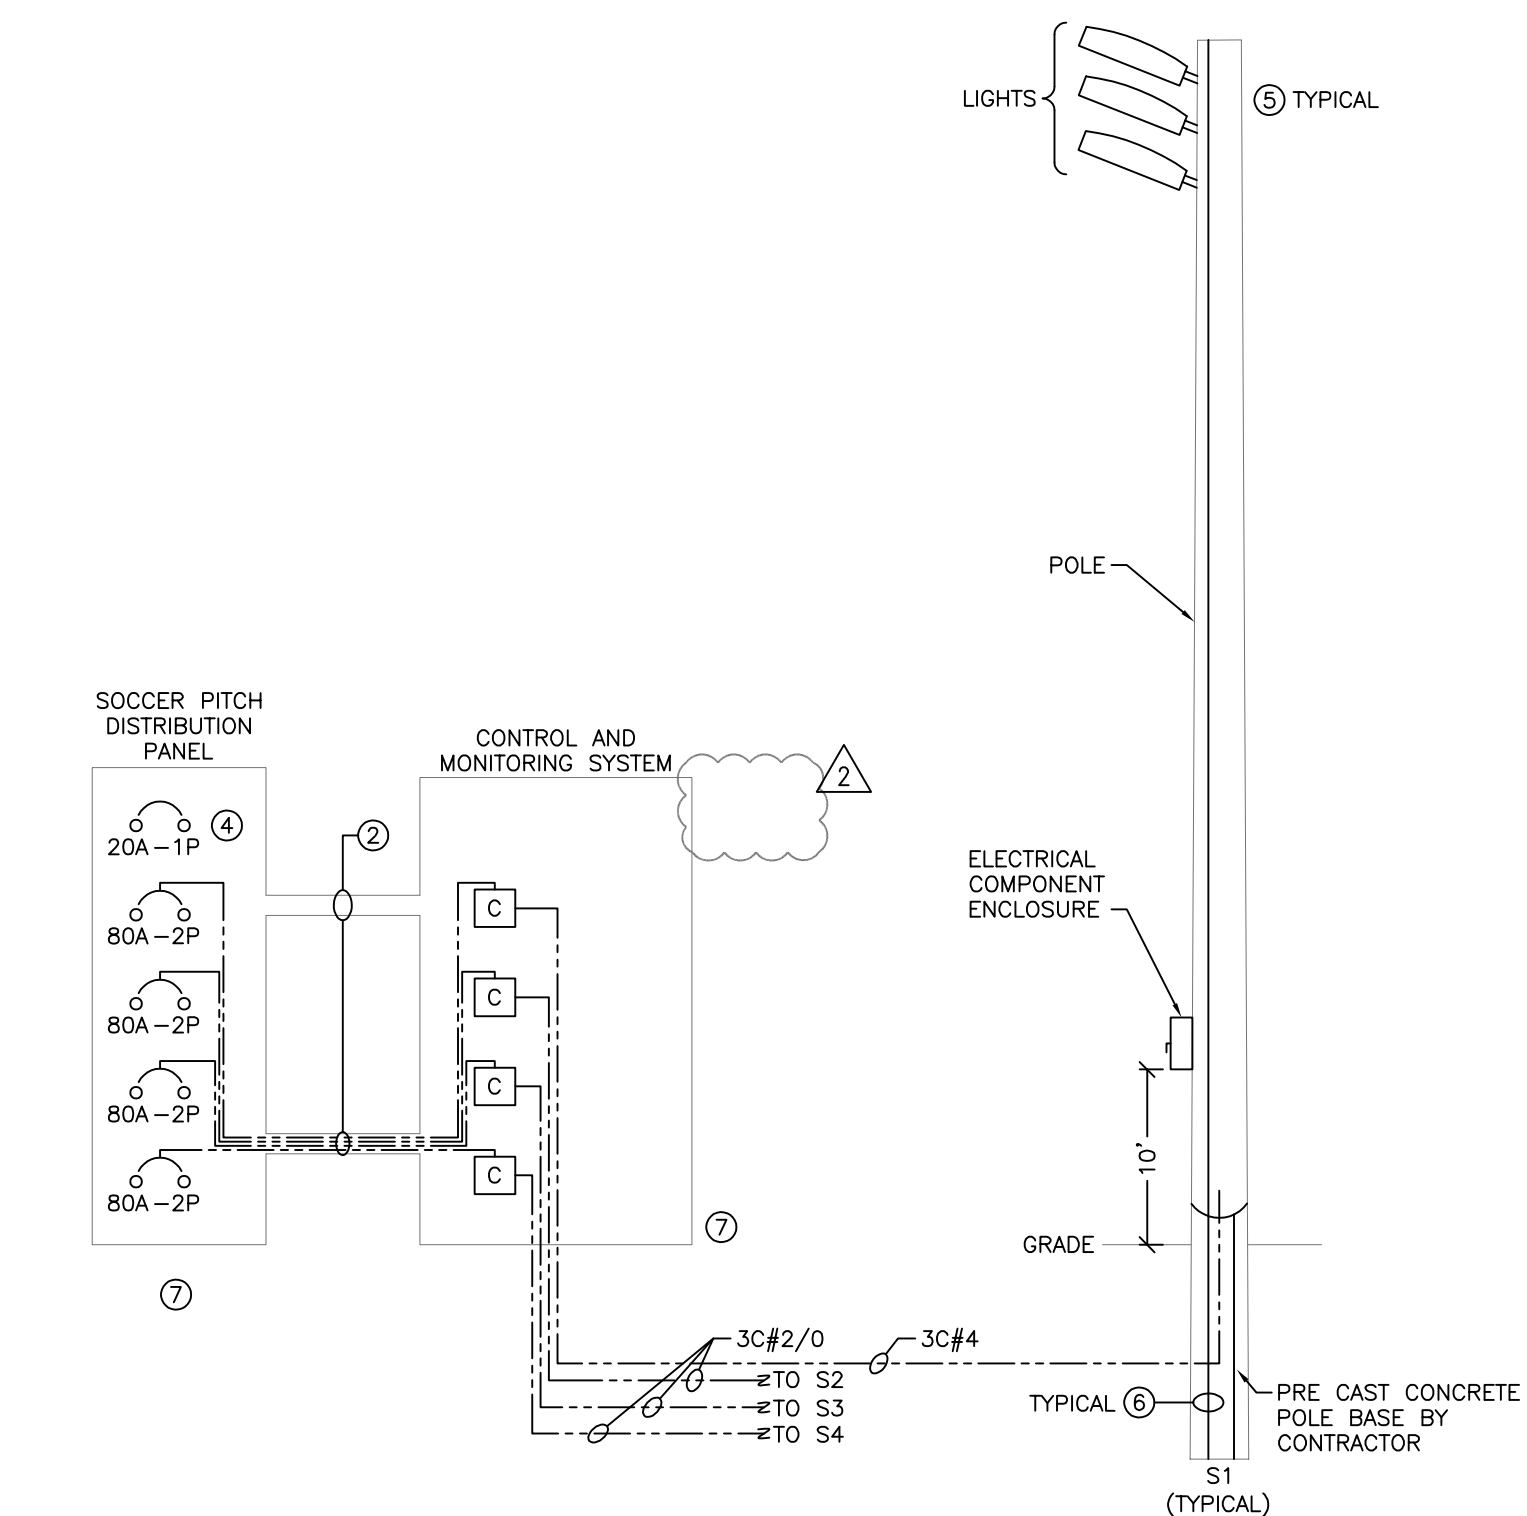 LIGHTS
5 TYPICAL
POLE
SOCCER PITCH
DISTRIBUTION
PANEL
CONTROL AND
MONITORING SYSTEM
2
4
20A-1P
2
80A-2P
C
80A-2P
C
80A-2P
C
80A-2P
C
7
7
ELECTRICAL
COMPONENT
ENCLOSURE
10'
GRADE
3C#2/0
3C#4
TO S2
TO S3
TO S4
TYPICAL 6
PRE CAST CONCRETE
POLE BASE BY
CONTRACTOR
S1
(TYPICAL)